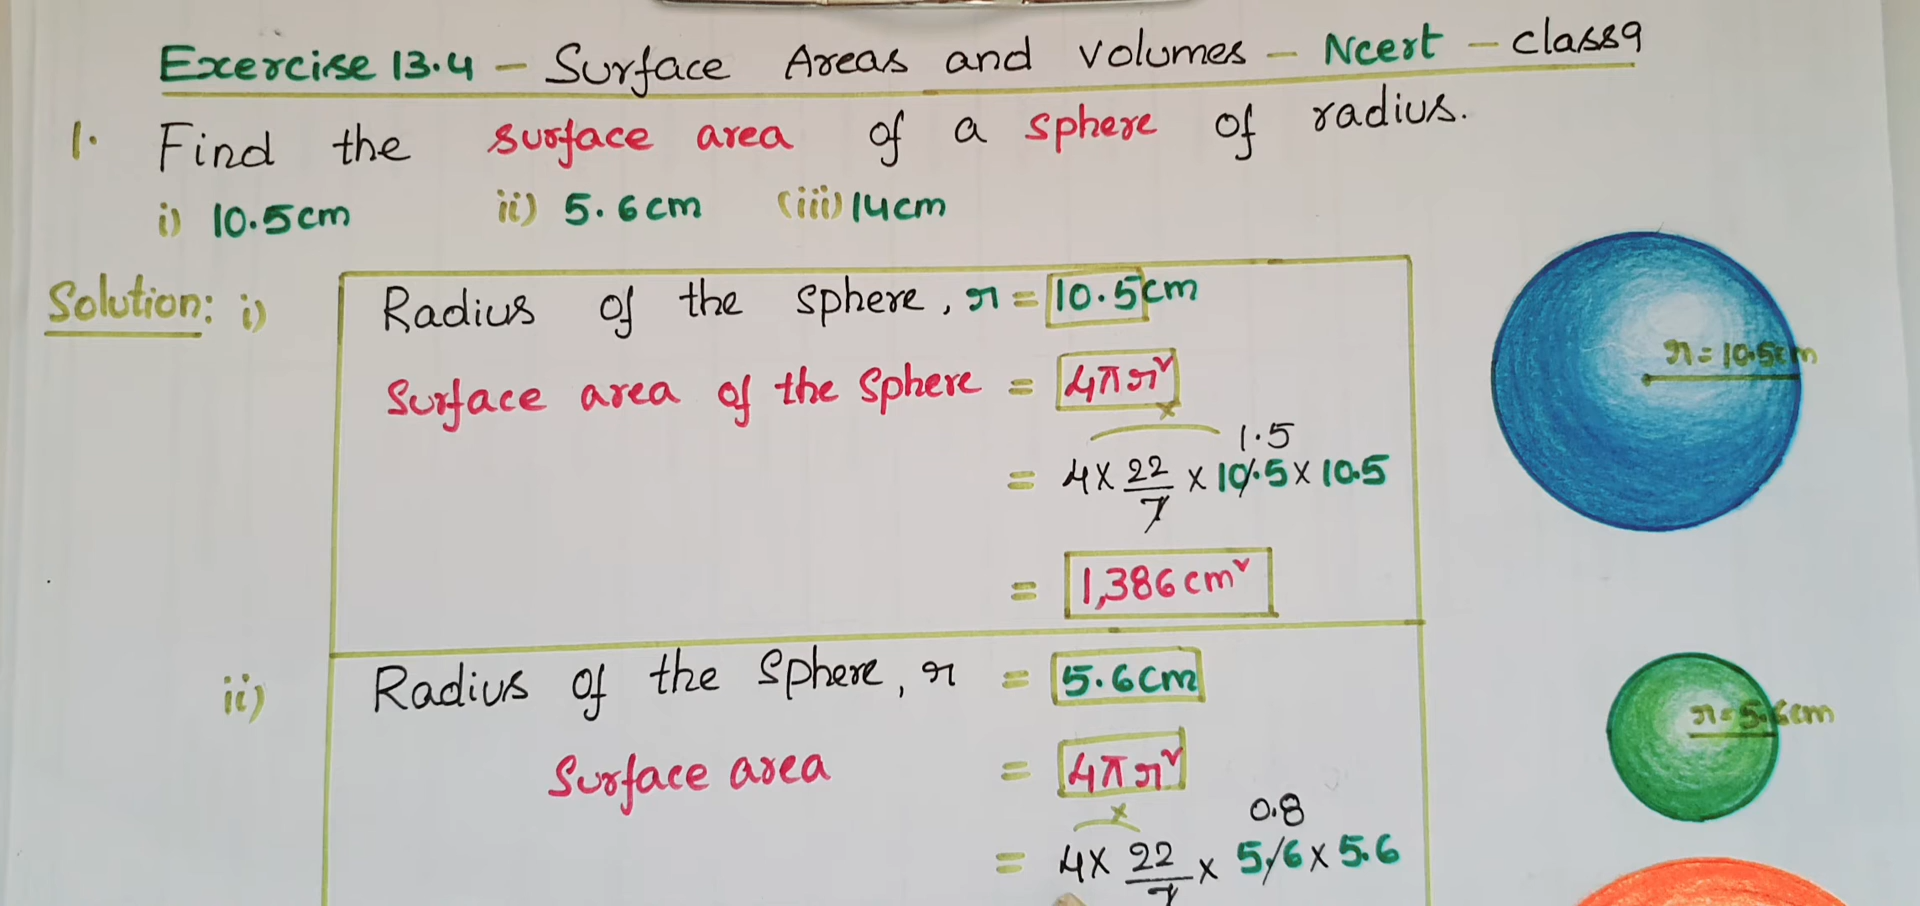 Exercise 13.4 - Surface Areas and Volumes - Ncert - class 9
1. Find the surface area of a sphere of radius.
i) 10.5cm ii) 5.6cm (iii) 14cm
Solution: i) Radius of the sphere, r = 10.5cm
r = 10.5cm
Surface area of the Sphere = 4πr²
1.5
= 4 × 22/7 × 10.5 × 10.5
= 1,386 cm²
ii) Radius of the Sphere, r = 5.6cm
r = 5.6cm
Surface area = 4πr²
0.8
= 4 × 22/7 × 5.6 × 5.6